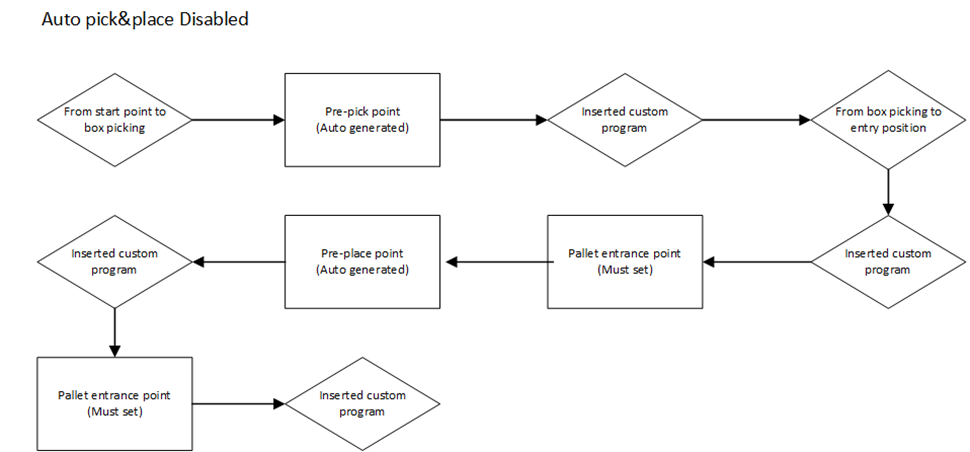 Auto pick&place Disabled
From start point to
box picking
Pre-pick point
(Auto generated)
Inserted custom
program
From box picking to
entry position
Inserted custom
program
Pallet entrance point
(Must set)
Pre-place point
(Auto generated)
Inserted custom
program
Pallet entrance point
(Must set)
Inserted custom
program